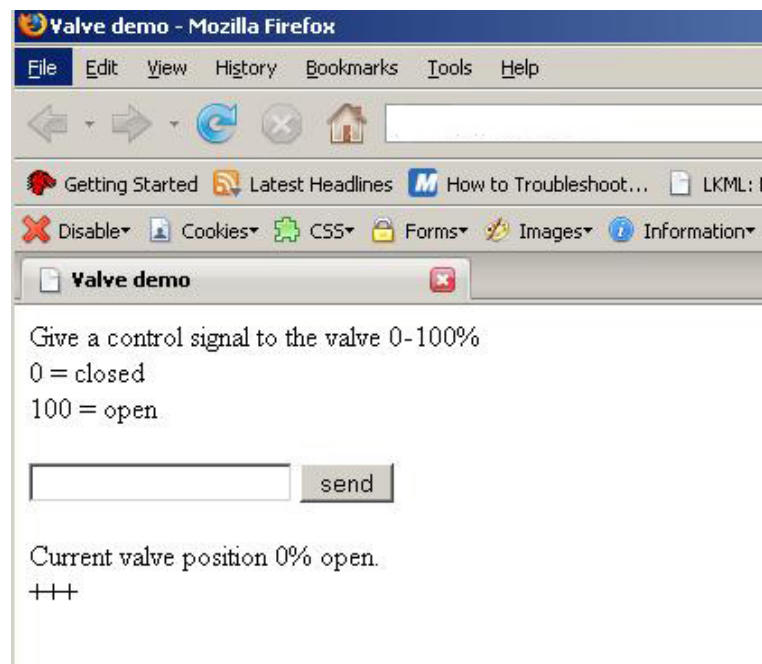 Valve demo - Mozilla Firefox
File Edit View History Bookmarks Tools Help
Getting Started Latest Headlines How to Troubleshoot... LKML:
Disable Cookies CSS Forms Images Information
Valve demo
Give a control signal to the valve 0-100%
0 = closed
100 = open
send
Current valve position 0% open.
+++